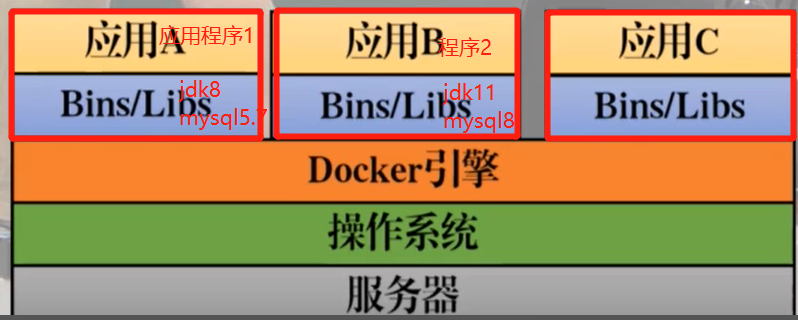 应用A
应用程序1
应用B
程序2
应用C
Bins/Libs
jdk8
mysql5.7
Bins/Libs
jdk11
mysql8
Bins/Libs
Docker引擎
操作系统
服务器